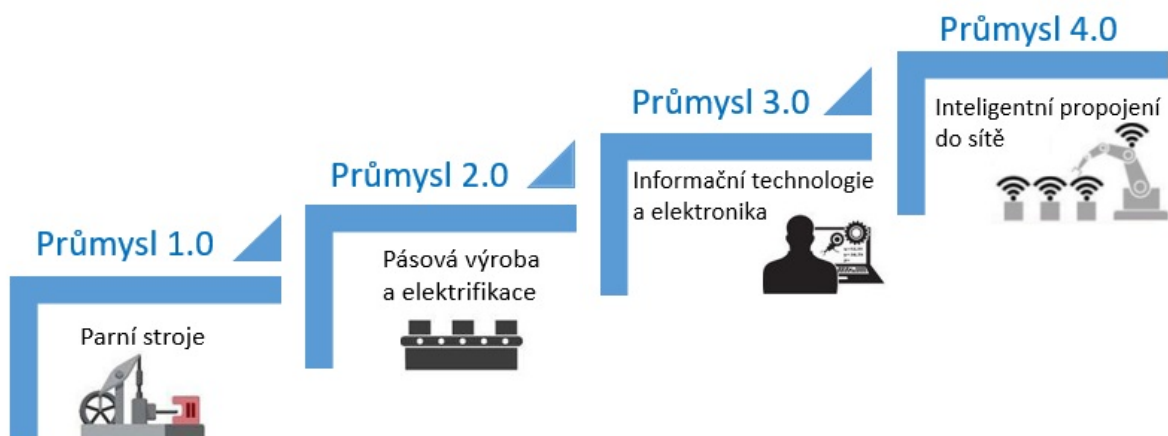 Průmysl 1.0
Parní stroje
Průmysl 2.0
Pásová výroba
a elektrifikace
Průmysl 3.0
Informační technologie
a elektronika
Průmysl 4.0
Inteligentní propojení
do sítě